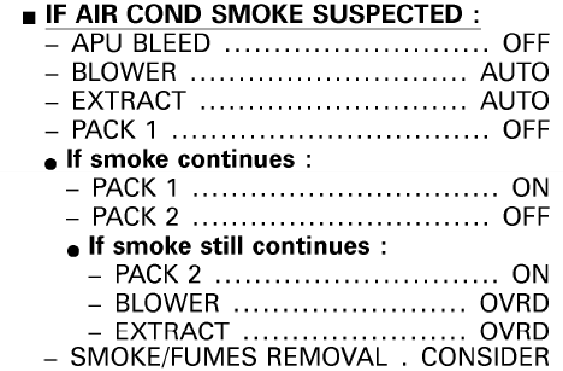 ■ IF AIR COND SMOKE SUSPECTED :
– APU BLEED .............................. OFF
– BLOWER ................................ AUTO
– EXTRACT ............................... AUTO
– PACK 1 .................................. OFF
● If smoke continues :
– PACK 1 ................................ ON
– PACK 2 ............................... OFF
● If smoke still continues :
– PACK 2 ............................. ON
– BLOWER ........................ OVRD
– EXTRACT ....................... OVRD
– SMOKE/FUMES REMOVAL . CONSIDER